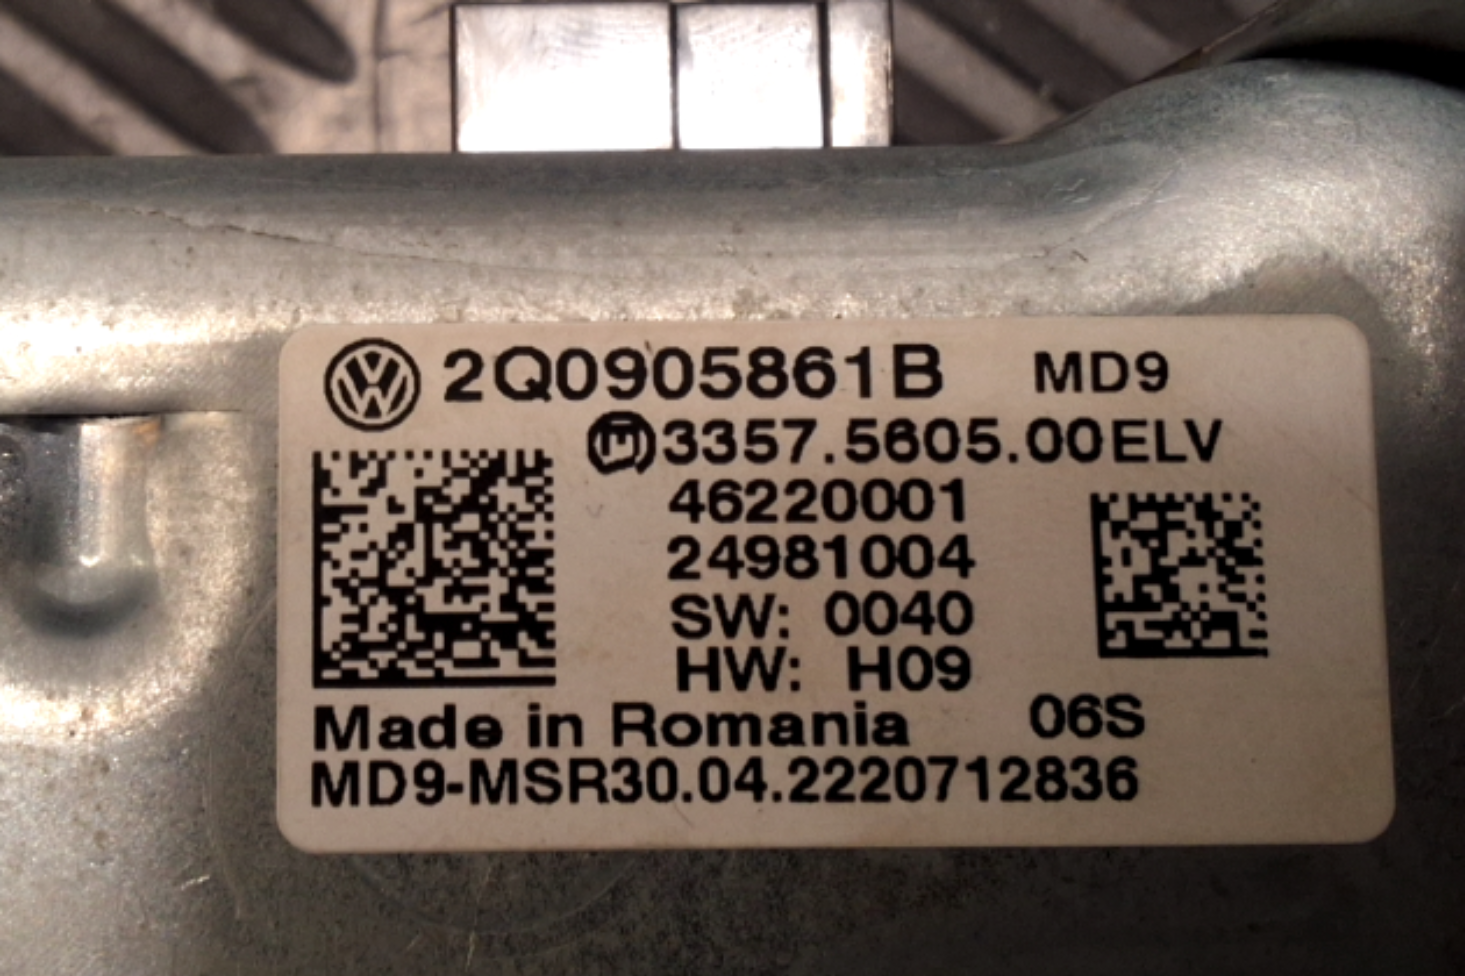 2Q0905861B MD9
3357.5605.00ELV
46220001
24981004
SW: 0040
HW: H09
Made in Romania 06S
MD9-MSR30.04.2220712836